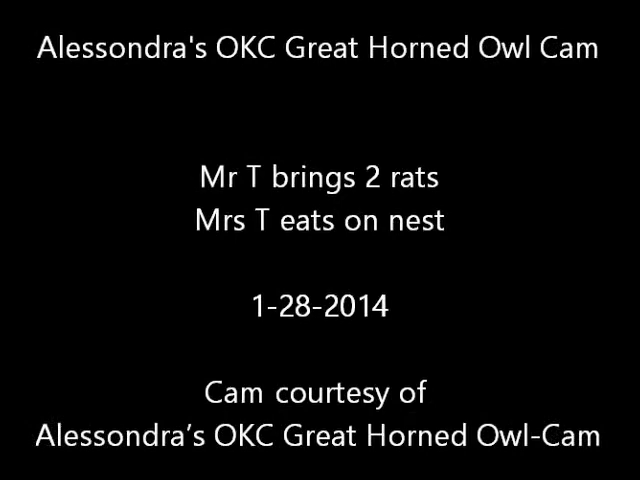 Alessondra's OKC Great Horned Owl Cam
Mr T brings 2 rats
Mrs T eats on nest
1-28-2014
Cam courtesy of
Alessondra’s OKC Great Horned Owl-Cam